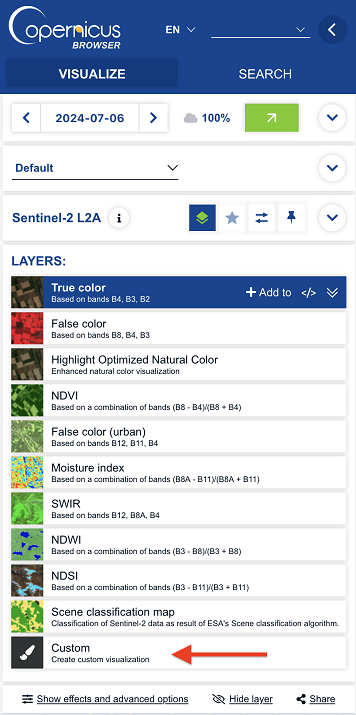 Copernicus
BROWSER
EN
VISUALIZE
SEARCH
2024-07-06
100%
Default
Sentinel-2 L2A
i
LAYERS:
True color
Based on bands B4, B3, B2
Add to
</>
False color
Based on bands B8, B4, B3
Highlight Optimized Natural Color
Enhanced natural color visualization
NDVI
Based on a combination of bands (B8 - B4)/(B8 + B4)
False color (urban)
Based on bands B12, B11, B4
Moisture index
Based on a combination of bands (B8A - B11)/(B8A + B11)
SWIR
Based on bands B12, B8A, B4
NDWI
Based on a combination of bands (B3 - B8)/(B3 + B8)
NDSI
Based on a combination of bands (B3 - B11)/(B3 + B11)
Scene classification map
Classification of Sentinel-2 data as result of ESA's Scene classification algorithm.
Custom
Create custom visualization
Show effects and advanced options
Hide layer
Share